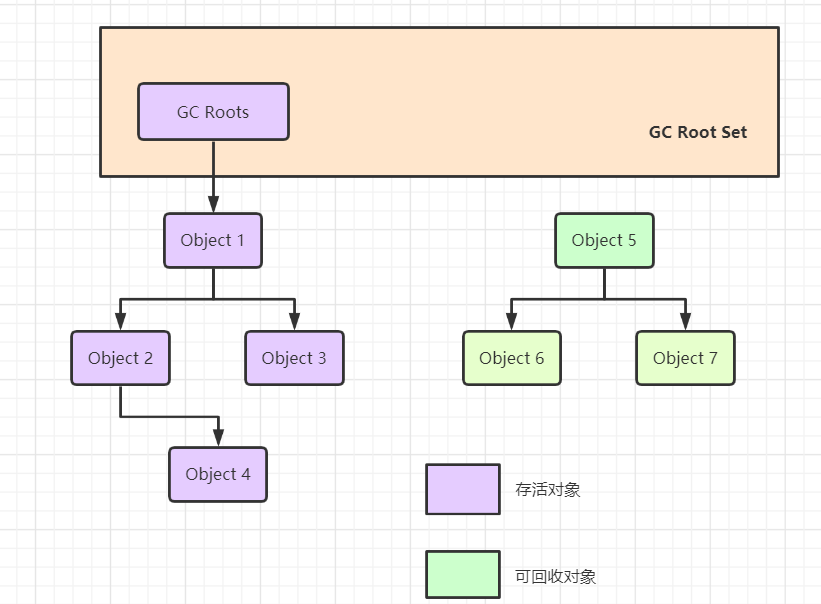 GC Roots
GC Root Set
Object 1
Object 5
Object 2
Object 3
Object 6
Object 7
Object 4
存活对象
可回收对象